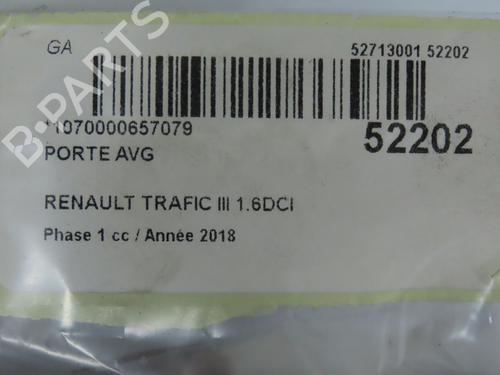 GA
52713001 52202
*1070000657079
52202
PORTE AVG
RENAULT TRAFIC III 1.6DCI
Phase 1 cc / Année 2018
B-PARTS